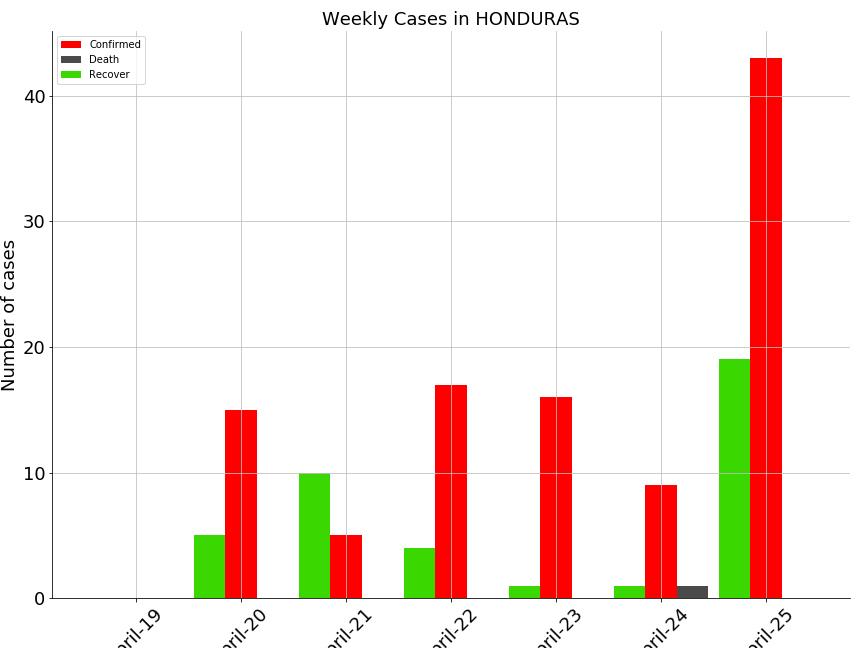 Weekly Cases in HONDURAS
Confirmed
Death
Recover
Number of cases
40
30
20
10
0
pril-19
pril-20
pril-21
pril-22
pril-23
pril-24
pril-25